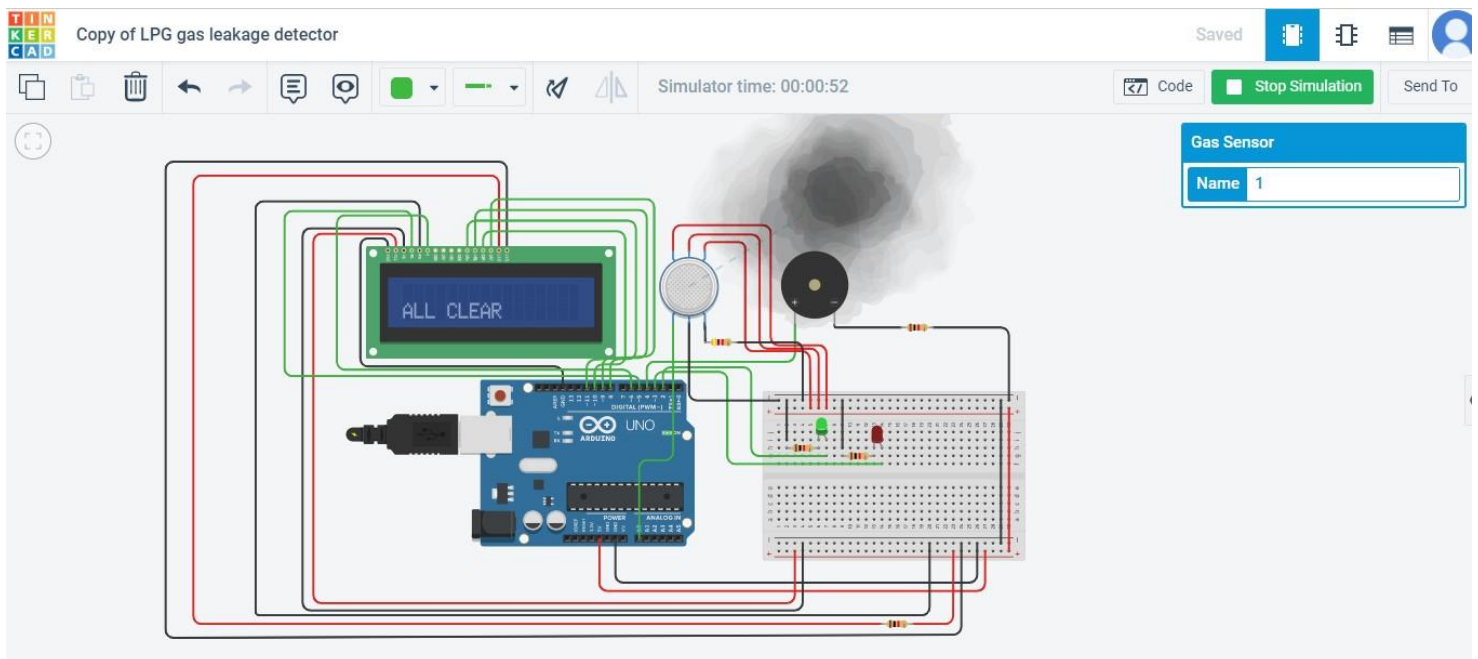 TIN
KER
CAD
Copy of LPG gas leakage detector
Saved
Simulator time: 00:00:52
Code
Stop Simulation
Send To
Gas Sensor
Name 1
ALL CLEAR
DIGITAL (PWM~)
UNO
ARDUINO
POWER
ANALOG IN